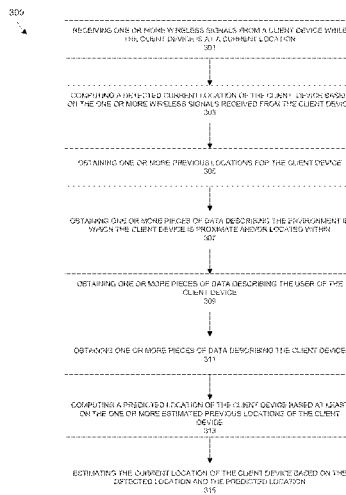 300
RECEIVING ONE OR MORE WIRELESS SIGNALS FROM A CLIENT DEVICE WHILE
THE CLIENT DEVICE IS AT A CURRENT LOCATION
301
COMPUTING A DETECTED CURRENT LOCATION OF THE CLIENT DEVICE BASED
ON THE ONE OR MORE WIRELESS SIGNALS RECEIVED FROM THE CLIENT DEVICE
303
OBTAINING ONE OR MORE PREVIOUS LOCATIONS FOR THE CLIENT DEVICE
305
OBTAINING ONE OR MORE PIECES OF DATA DESCRIBING THE ENVIRONMENT IN
WHICH THE CLIENT DEVICE IS PROXIMATE AND/OR LOCATED WITHIN
307
OBTAINING ONE OR MORE PIECES OF DATA DESCRIBING THE USER OF THE
CLIENT DEVICE
309
OBTAINING ONE OR MORE PIECES OF DATA DESCRIBING THE CLIENT DEVICE
311
COMPUTING A PREDICTED LOCATION OF THE CLIENT DEVICE BASED AT LEAST
ON THE ONE OR MORE ESTIMATED PREVIOUS LOCATIONS OF THE CLIENT
DEVICE
313
ESTIMATING THE CURRENT LOCATION OF THE CLIENT DEVICE BASED ON THE
DETECTED LOCATION AND THE PREDICTED LOCATION
315